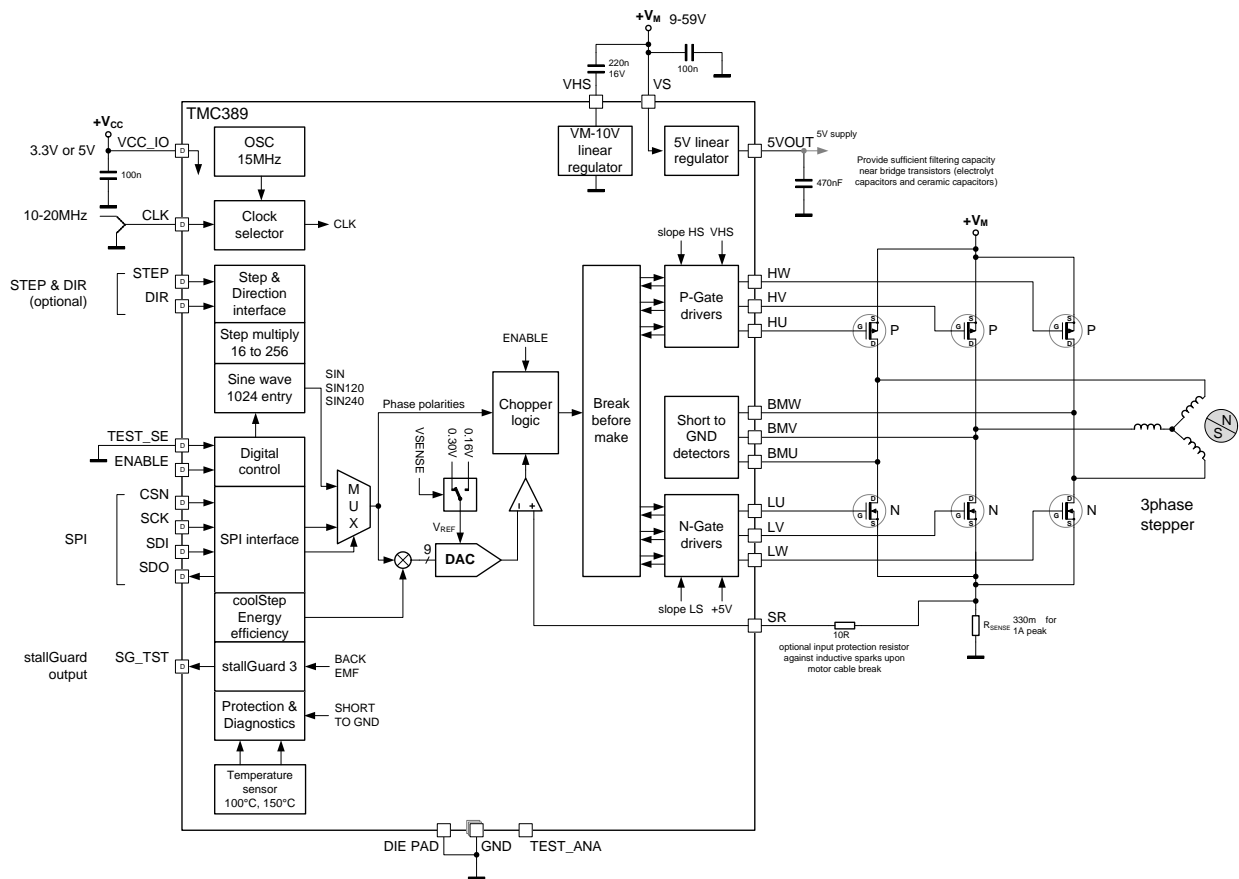 +VM
9-59V
220n
16V
100n
VHS
VS
TMC389
+VCC
VCC_IO
3.3V or 5V
100n
OSC
15MHz
VM-10V
linear
regulator
5V linear
regulator
5VOUT
5V supply
470nF
Provide sufficient filtering capacity
near bridge transistors (electrolyt
capacitors and ceramic capacitors)
10-20MHz
CLK
Clock
selector
CLK
+VM
slope HS
VHS
STEP & DIR
(optional)
STEP
DIR
Step &
Direction
interface
Step multiply
16 to 256
Sine wave
1024 entry
SIN
SIN120
SIN240
P-Gate
drivers
HW
HV
HU
G
S
D
P
G
S
D
P
G
S
D
P
ENABLE
Phase polarities
Chopper
logic
Break
before
make
Short to
GND
detectors
BMW
BMV
BMU
N
S
3phase
stepper
TEST_SE
ENABLE
Digital
control
VSENSE
0.30V
0.16V
M
U
X
VREF
SPI
CSN
SCK
SDI
SDO
SPI interface
9
DAC
N-Gate
drivers
LU
LV
LW
G
D
S
N
G
D
S
N
G
D
S
N
slope LS
+5V
coolStep
Energy
efficiency
SR
10R
optional input protection resistor
against inductive sparks upon
motor cable break
RSENSE
330m for
1A peak
stallGuard
output
SG_TST
stallGuard 3
BACK
EMF
Protection &
Diagnostics
SHORT
TO GND
Temperature
sensor
100°C, 150°C
DIE PAD
GND
TEST_ANA
D
D
D
D
D
D
D
D
D
D
D
- +